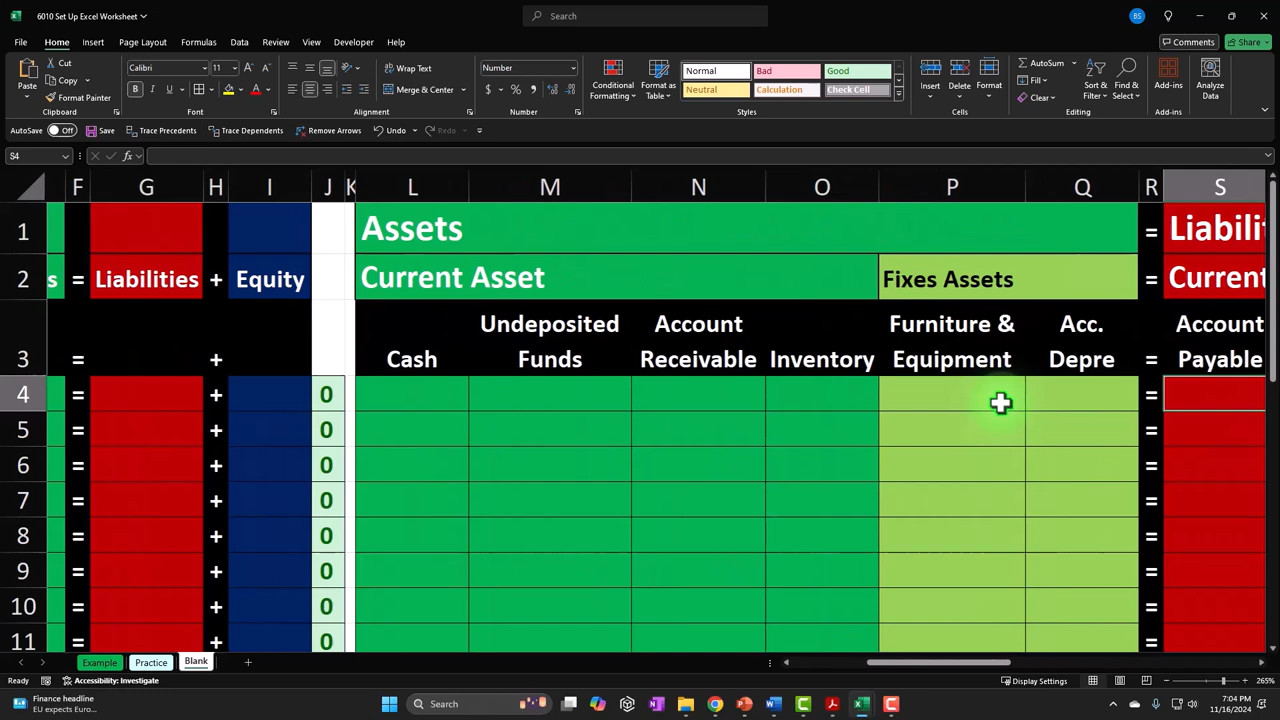 6010 Set Up Excel Worksheet
Search
BS
File Home Insert Page Layout Formulas Data Review View Developer Help
Comments Share
Paste
Cut
Copy
Format Painter
Clipboard
Calibri 11
B I U
Font
Wrap Text
Merge & Center
Alignment
Number
$ % 9
Number
Conditional Formatting
Format as Table
Normal Bad Good
Neutral Calculation Check Cell
Styles
Insert Delete Format
Cells
AutoSum
Fill
Clear
Sort & Filter
Find & Select
Editing
Add-ins
Add-ins
Analyze Data
AutoSave Off Save Trace Precedents Trace Dependents Remove Arrows Undo Redo
S4 fx
F G H I J K L M N O P Q R S
1 Assets = Liabilit
2 s = Liabilities + Equity Current Asset Fixes Assets = Current
3 = + Cash Undeposited Funds Account Receivable Inventory Furniture & Equipment Acc. Depre = Account Payable
4 = + 0 =
5 = + 0 =
6 = + 0 =
7 = + 0 =
8 = + 0 =
9 = + 0 =
10 = + 0 =
11 = + 0 =
Example Practice Blank +
Ready Accessibility: Investigate Display Settings 265%
Finance headline
EU expects Euro...
Search
7:04 PM
11/16/2024